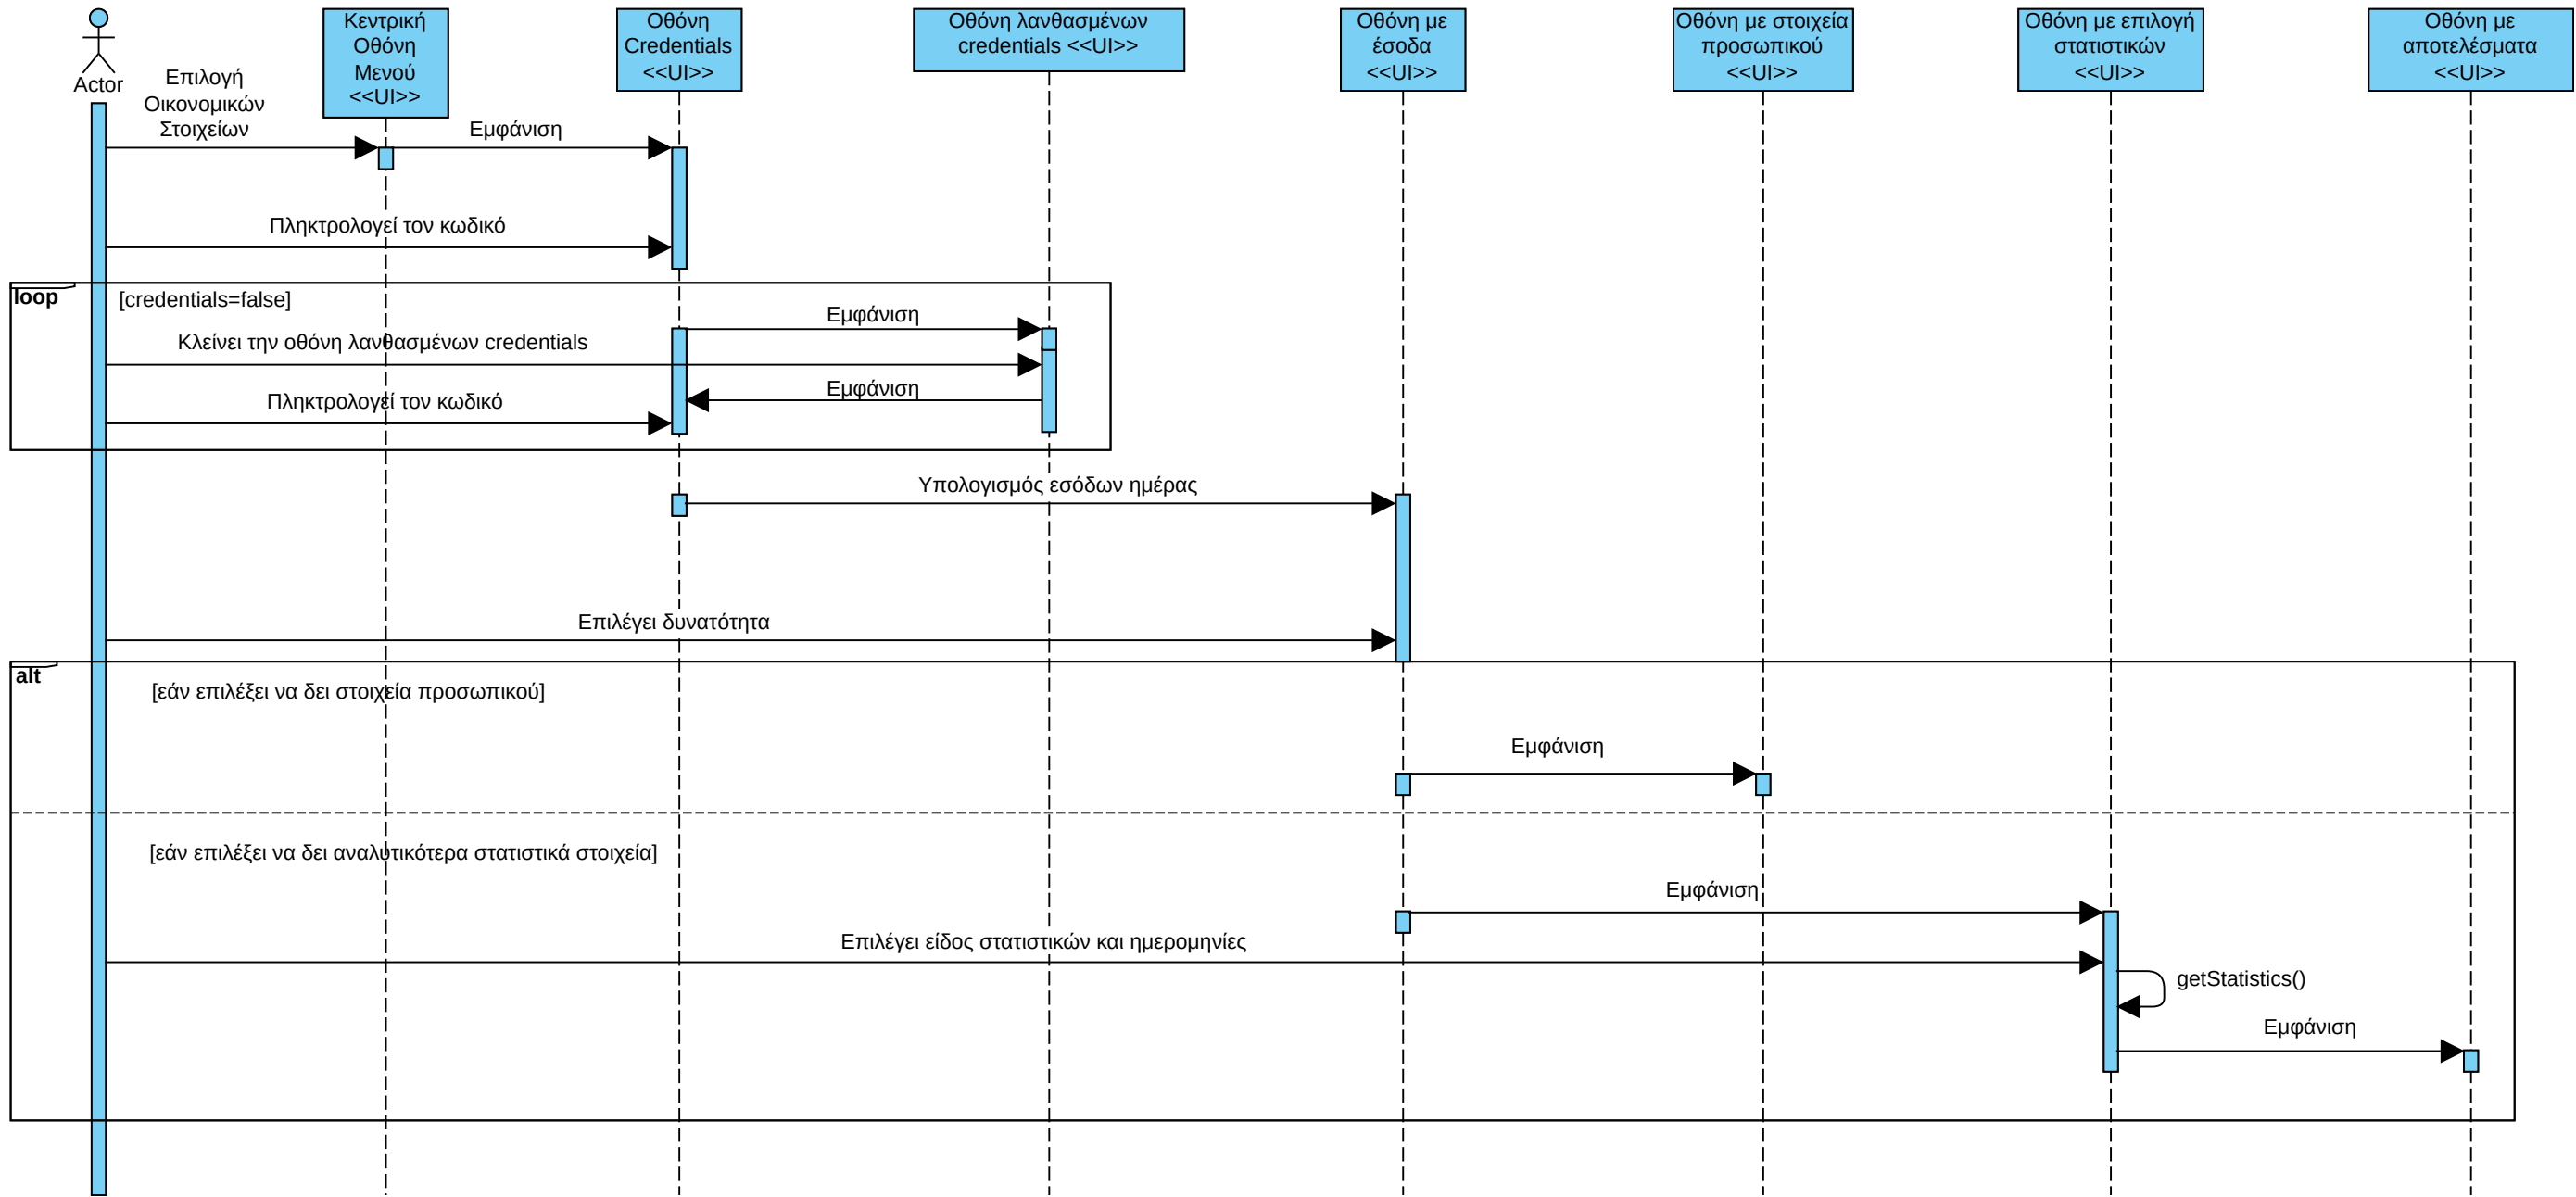 Actor
Κεντρική
Οθόνη
Μενού
<<UI>>
Οθόνη
Credentials
<<UI>>
Οθόνη λανθασμένων
credentials <<UI>>
Οθόνη με
έσοδα
<<UI>>
Οθόνη με στοιχεία
προσωπικού
<<UI>>
Οθόνη με επιλογή
στατιστικών
<<UI>>
Οθόνη με
αποτελέσματα
<<UI>>
Επιλογή
Οικονομικών
Στοιχείων
Εμφάνιση
Πληκτρολογεί τον κωδικό
loop
[credentials=false]
Εμφάνιση
Κλείνει την οθόνη λανθασμένων credentials
Εμφάνιση
Πληκτρολογεί τον κωδικό
Υπολογισμός εσόδων ημέρας
Επιλέγει δυνατότητα
alt
[εάν επιλέξει να δει στοιχεία προσωπικού]
Εμφάνιση
[εάν επιλέξει να δει αναλυτικότερα στατιστικά στοιχεία]
Εμφάνιση
Επιλέγει είδος στατιστικών και ημερομηνίες
getStatistics()
Εμφάνιση